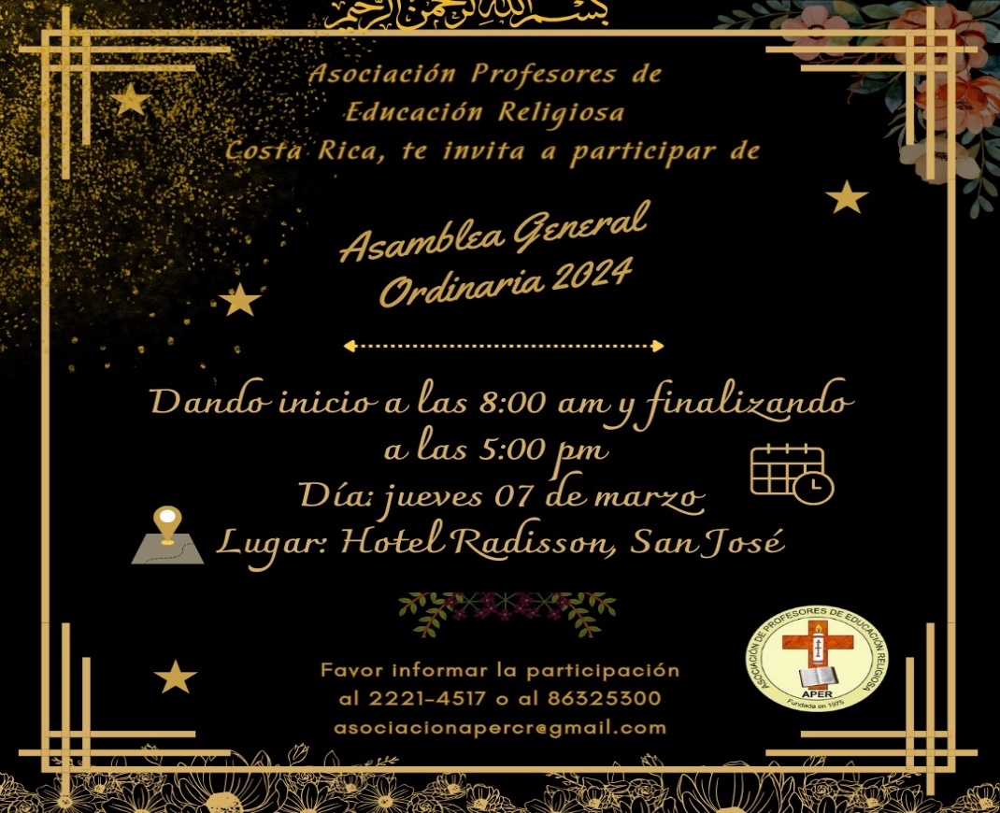 بسم الله الرحمن الرحيم
Asociación Profesores de
Educación Religiosa
Costa Rica, te invita a participar de
Asamblea General
Ordinaria 2024
Dando inicio a las 8:00 am y finalizando
a las 5:00 pm
Día: jueves 07 de marzo
Lugar: Hotel Radisson, San José
Favor informar la participación
al 2221-4517 o al 86325300
asociacionapercr@gmail.com
ASOCIACIÓN DE PROFESORES DE EDUCACIÓN RELIGIOSA
APER
Fundada en 1975